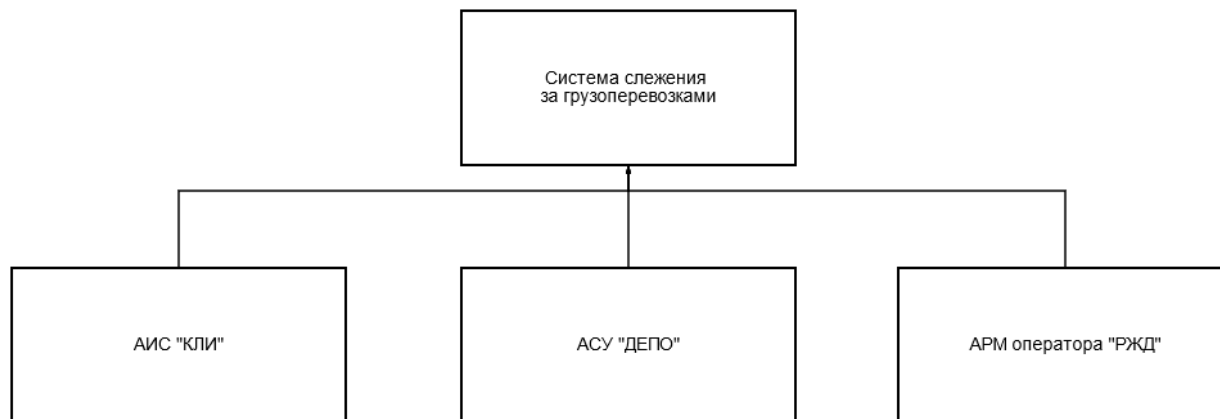 Система слежения
за грузоперевозками
АИС "КЛИ"
АСУ "ДЕПО"
АРМ оператора "РЖД"